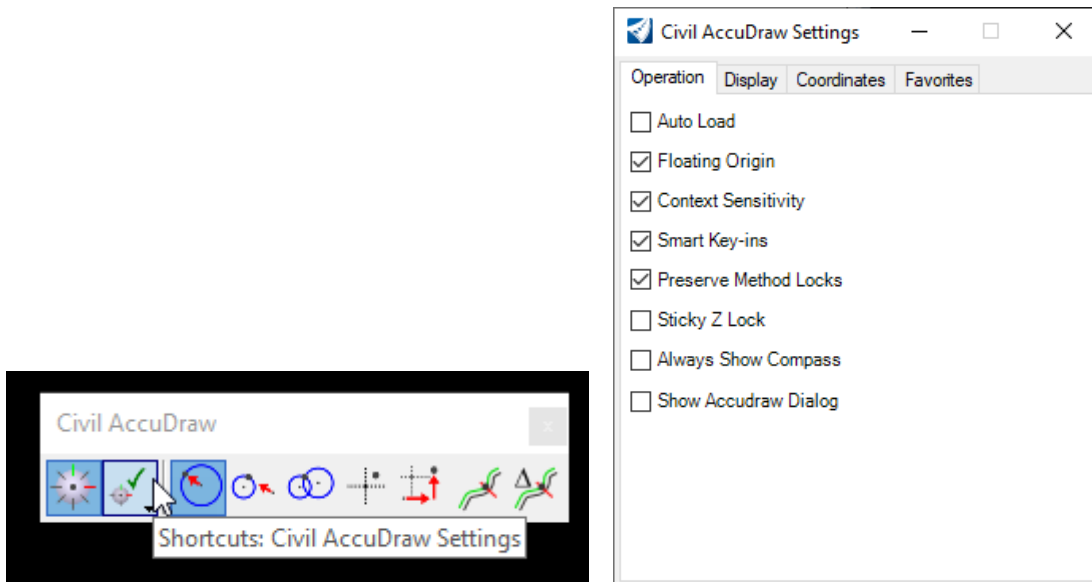 Civil AccuDraw Settings
Operation Display Coordinates Favorites
Auto Load
Floating Origin
Context Sensitivity
Smart Key-ins
Preserve Method Locks
Sticky Z Lock
Always Show Compass
Show Accudraw Dialog
Civil AccuDraw
Shortcuts: Civil AccuDraw Settings